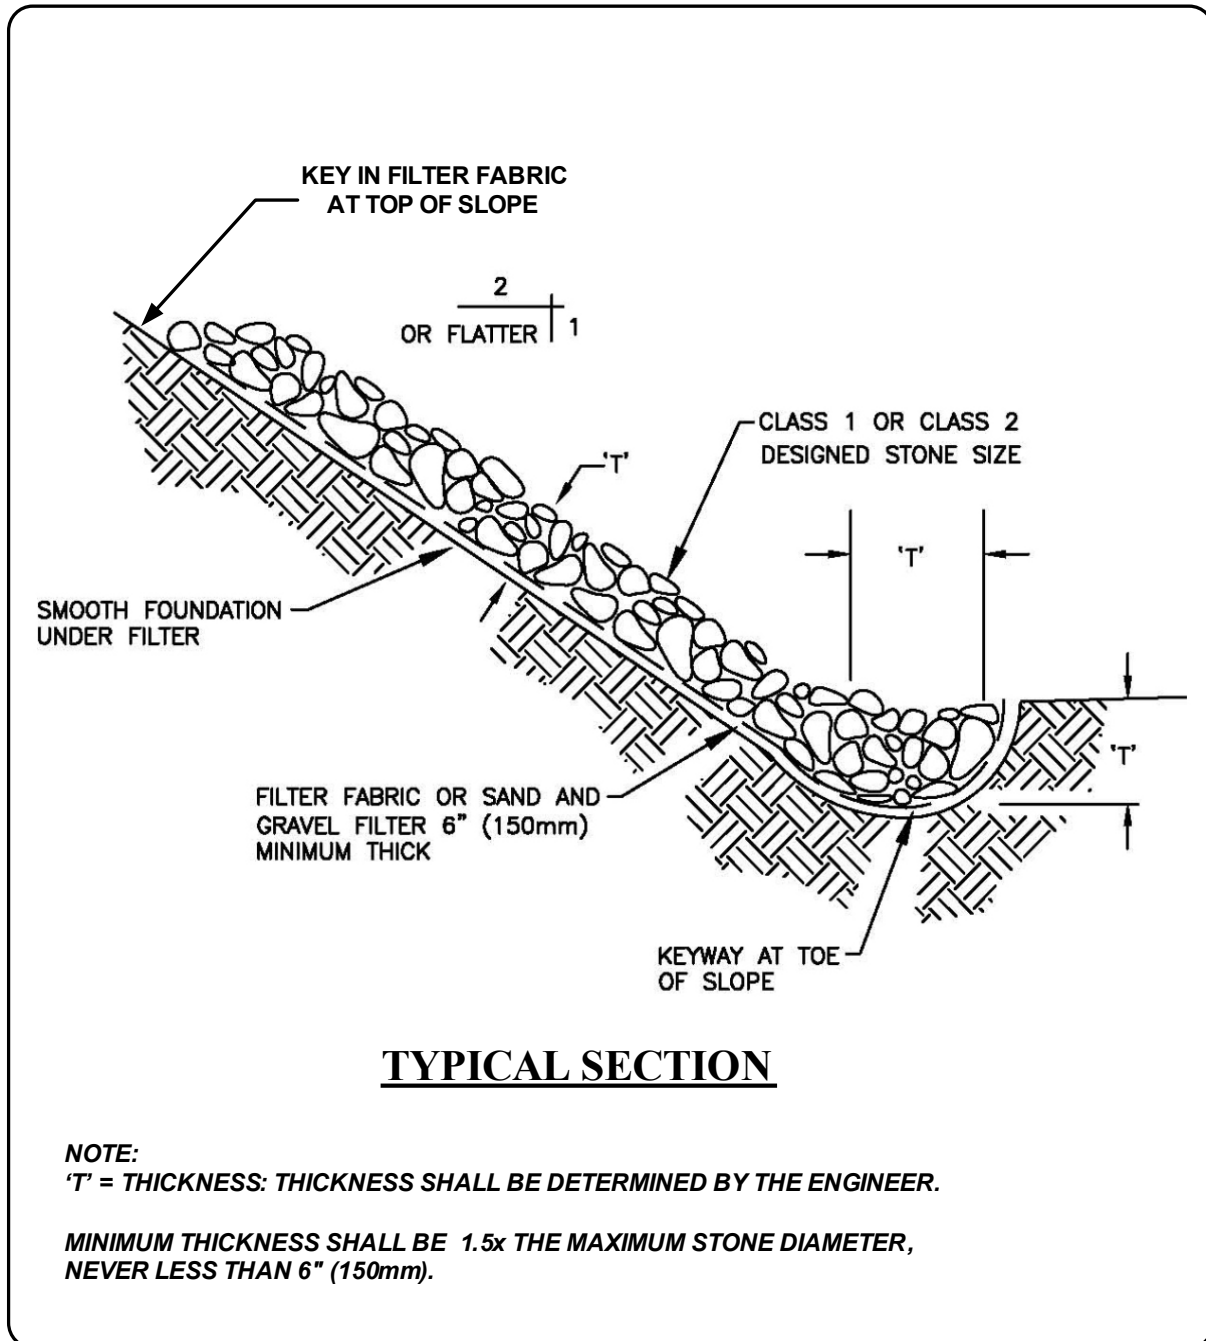 KEY IN FILTER FABRIC
AT TOP OF SLOPE
2
OR FLATTER 1
CLASS 1 OR CLASS 2
DESIGNED STONE SIZE
'T'
'T'
SMOOTH FOUNDATION
UNDER FILTER
'T'
FILTER FABRIC OR SAND AND
GRAVEL FILTER 6" (150mm)
MINIMUM THICK
KEYWAY AT TOE
OF SLOPE
TYPICAL SECTION
NOTE:
‘T’ = THICKNESS: THICKNESS SHALL BE DETERMINED BY THE ENGINEER.
MINIMUM THICKNESS SHALL BE 1.5x THE MAXIMUM STONE DIAMETER,
NEVER LESS THAN 6" (150mm).